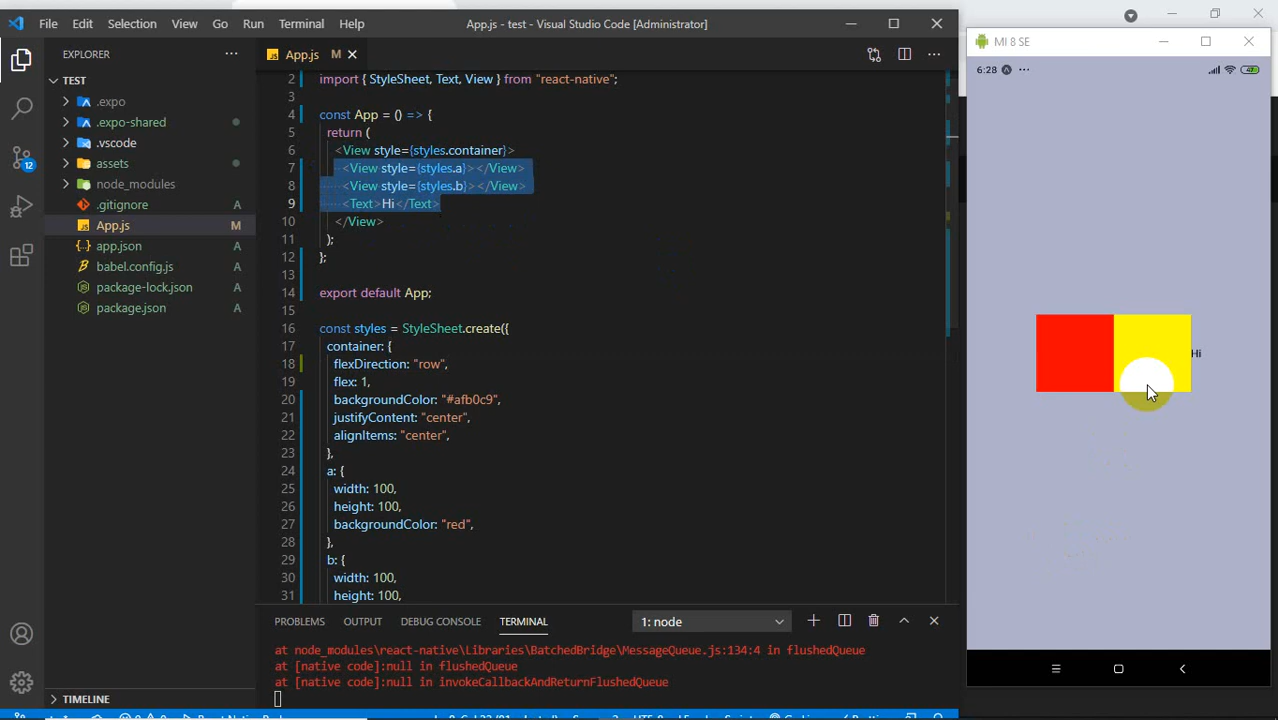 File Edit Selection View Go Run Terminal Help App.js - test - Visual Studio Code [Administrator]
EXPLORER
TEST
.expo
.expo-shared
.vscode
assets
node_modules
.gitignore A
App.js M
app.json A
babel.config.js A
package-lock.json A
package.json A
TIMELINE
12
App.js M
2 import { StyleSheet, Text, View } from "react-native";
3
4 const App = () => {
5 return (
6 <View style={styles.container}>
7 <View style={styles.a}></View>
8 <View style={styles.b}></View>
9 <Text>Hi</Text>
10 </View>
11 );
12 };
13
14 export default App;
15
16 const styles = StyleSheet.create({
17 container: {
18 flexDirection: "row",
19 flex: 1,
20 backgroundColor: "#afb0c9",
21 justifyContent: "center",
22 alignItems: "center",
23 },
24 a: {
25 width: 100,
26 height: 100,
27 backgroundColor: "red",
28 },
29 b: {
30 width: 100,
31 height: 100,
PROBLEMS OUTPUT DEBUG CONSOLE TERMINAL 1: node
at node_modules\react-native\Libraries\BatchedBridge\MessageQueue.js:134:4 in flushedQueue
at [native code]:null in flushedQueue
at [native code]:null in invokeCallbackAndReturnFlushedQueue
MI 8 SE
6:28
47
Hi